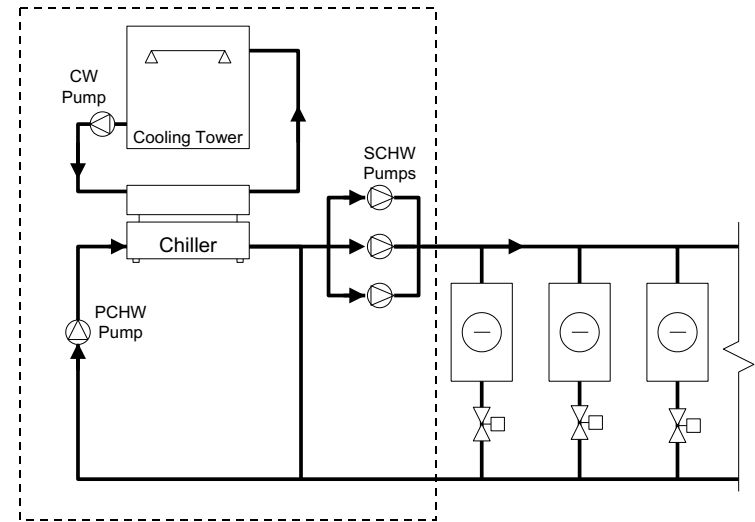 CW
Pump
Cooling Tower
SCHW
Pumps
Chiller
PCHW
Pump